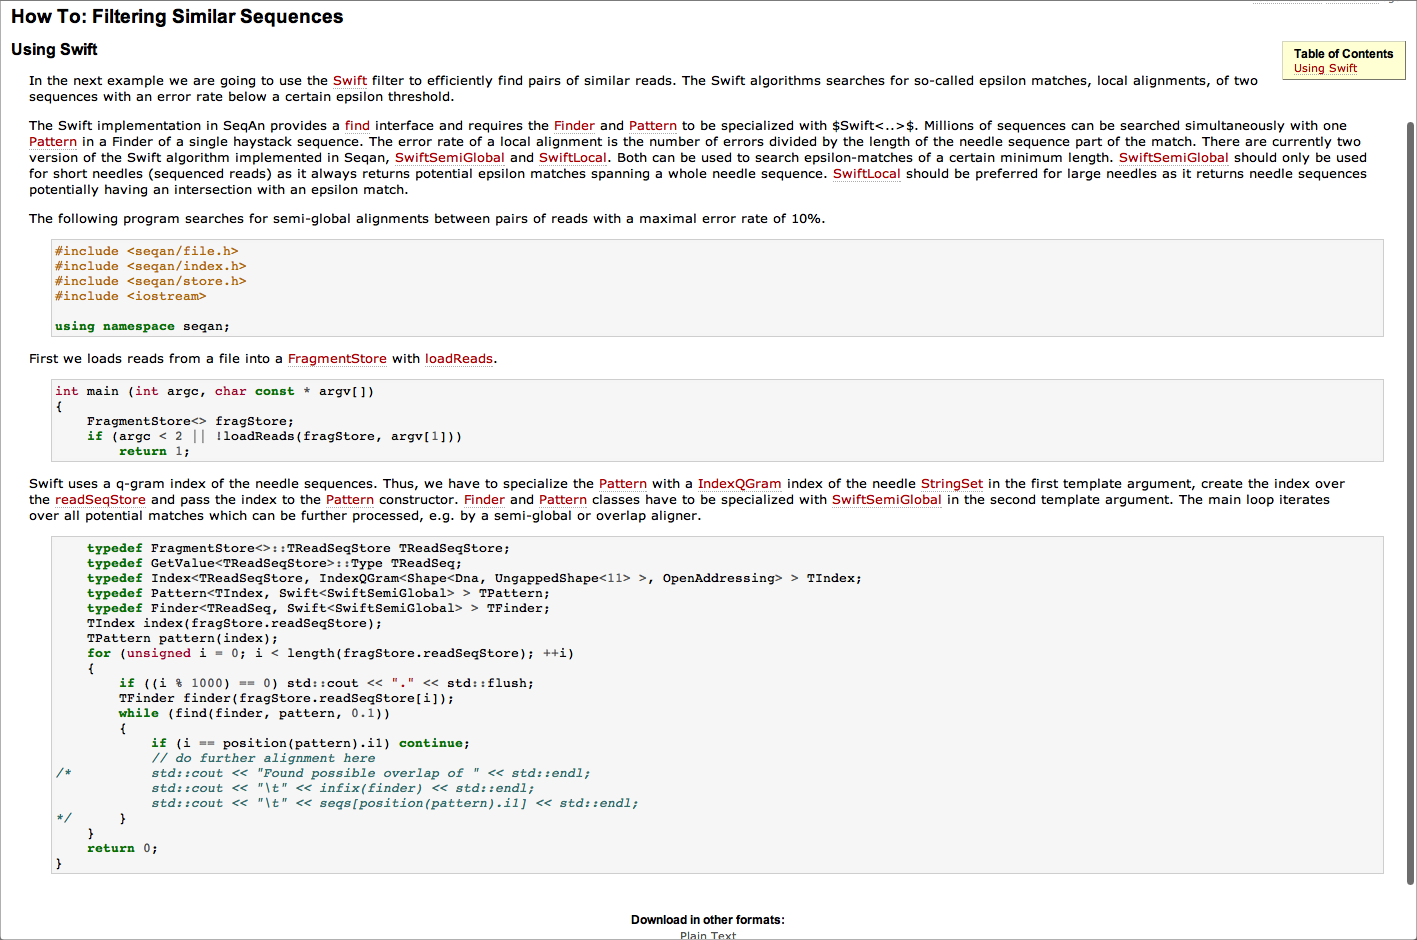 How To: Filtering Similar Sequences
Using Swift
Table of Contents
Using Swift
In the next example we are going to use the Swift filter to efficiently find pairs of similar reads. The Swift algorithms searches for so-called epsilon matches, local alignments, of two
sequences with an error rate below a certain epsilon threshold.
The Swift implementation in SeqAn provides a find interface and requires the Finder and Pattern to be specialized with $Swift<..>$. Millions of sequences can be searched simultaneously with one
Pattern in a Finder of a single haystack sequence. The error rate of a local alignment is the number of errors divided by the length of the needle sequence part of the match. There are currently two
version of the Swift algorithm implemented in Seqan, SwiftSemiGlobal and SwiftLocal. Both can be used to search epsilon-matches of a certain minimum length. SwiftSemiGlobal should only be used
for short needles (sequenced reads) as it always returns potential epsilon matches spanning a whole needle sequence. SwiftLocal should be preferred for large needles as it returns needle sequences
potentially having an intersection with an epsilon match.
The following program searches for semi-global alignments between pairs of reads with a maximal error rate of 10%.
#include <seqan/file.h>
#include <seqan/index.h>
#include <seqan/store.h>
#include <iostream>
using namespace seqan;
First we loads reads from a file into a FragmentStore with loadReads.
int main (int argc, char const * argv[])
{
    FragmentStore<> fragStore;
    if (argc < 2 || !loadReads(fragStore, argv[1]))
        return 1;
Swift uses a q-gram index of the needle sequences. Thus, we have to specialize the Pattern with a IndexQGram index of the needle StringSet in the first template argument, create the index over
the readSeqStore and pass the index to the Pattern constructor. Finder and Pattern classes have to be specialized with SwiftSemiGlobal in the second template argument. The main loop iterates
over all potential matches which can be further processed, e.g. by a semi-global or overlap aligner.
    typedef FragmentStore<>::TReadSeqStore TReadSeqStore;
    typedef GetValue<TReadSeqStore>::Type TReadSeq;
    typedef Index<TReadSeqStore, IndexQGram<Shape<Dna, UngappedShape<11> >, OpenAddressing> > TIndex;
    typedef Pattern<TIndex, Swift<SwiftSemiGlobal> > TPattern;
    typedef Finder<TReadSeq, Swift<SwiftSemiGlobal> > TFinder;
    TIndex index(fragStore.readSeqStore);
    TPattern pattern(index);
    for (unsigned i = 0; i < length(fragStore.readSeqStore); ++i)
    {
        if ((i % 1000) == 0) std::cout << "." << std::flush;
        TFinder finder(fragStore.readSeqStore[i]);
        while (find(finder, pattern, 0.1))
        {
            if (i == position(pattern).i1) continue;
            // do further alignment here
/*          std::cout << "Found possible overlap of " << std::endl;
            std::cout << "\t" << infix(finder) << std::endl;
            std::cout << "\t" << seqs[position(pattern).i1] << std::endl;
*/      }
    }
    return 0;
}
Download in other formats:
Plain Text